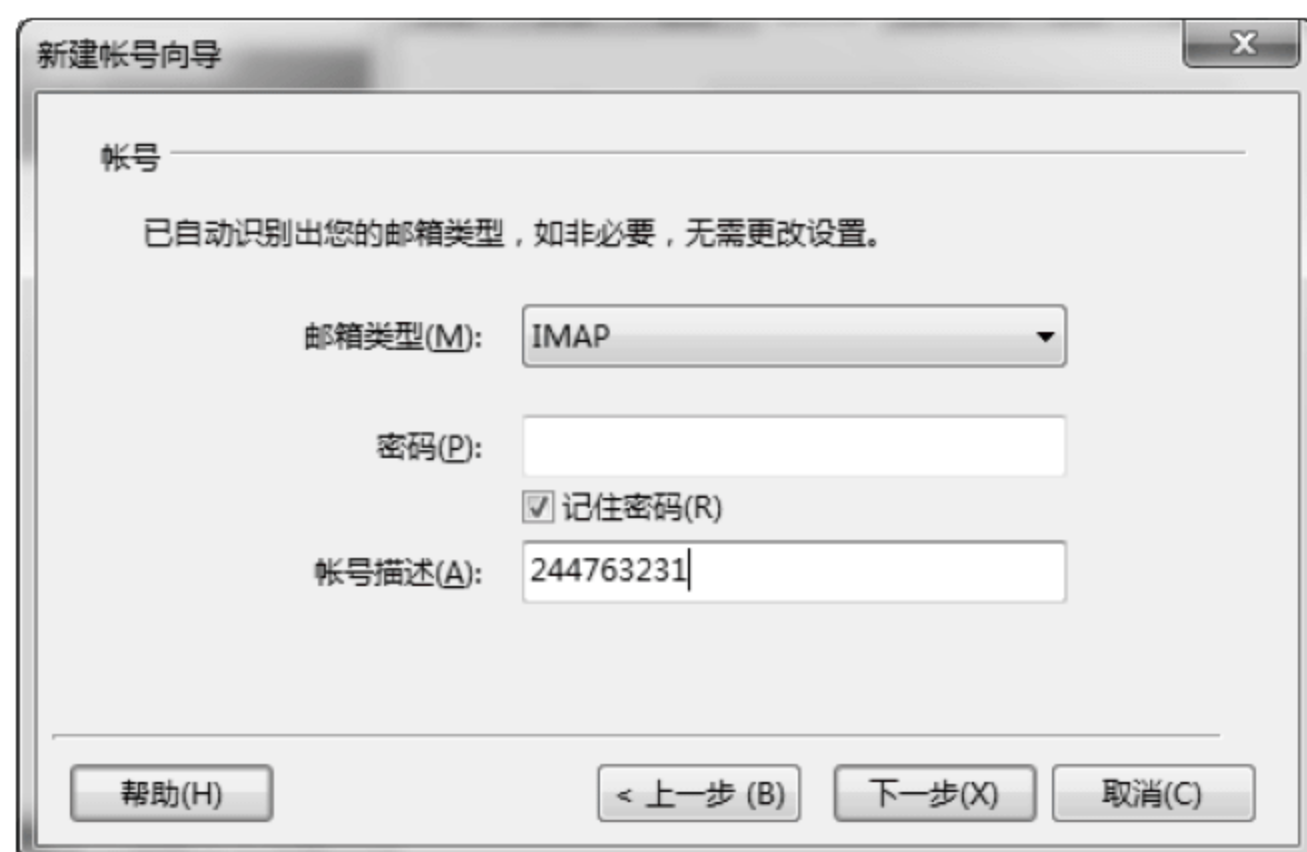 新建帐号向导
帐号
已自动识别出您的邮箱类型，如非必要，无需更改设置。
邮箱类型(M): IMAP
密码(P):
记住密码(R)
帐号描述(A): 244763231
帮助(H) < 上一步 (B) 下一步(X) 取消(C)